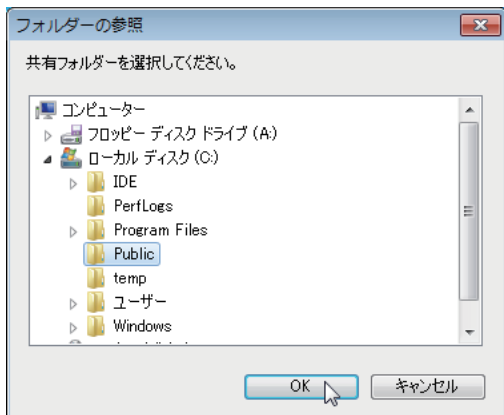 フォルダーの参照
共有フォルダーを選択してください。
コンピューター
フロッピー ディスク ドライブ (A:)
ローカル ディスク (C:)
IDE
PerfLogs
Program Files
Public
temp
ユーザー
Windows
OK
キャンセル